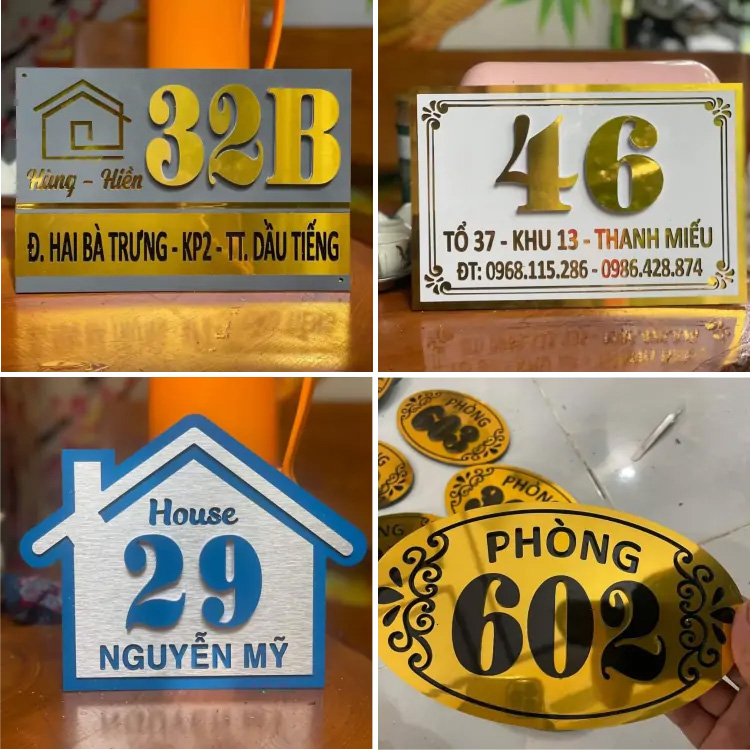 32B
Hùng - Hiền
Đ. HAI BÀ TRƯNG - KP2 - TT. DẦU TIẾNG
46
TỔ 37 - KHU 13 - THANH MIẾU
ĐT: 0968.115.286 - 0986.428.874
House
29
NGUYỄN MỸ
PHÒNG
603
PHÒNG
PHÒNG
602